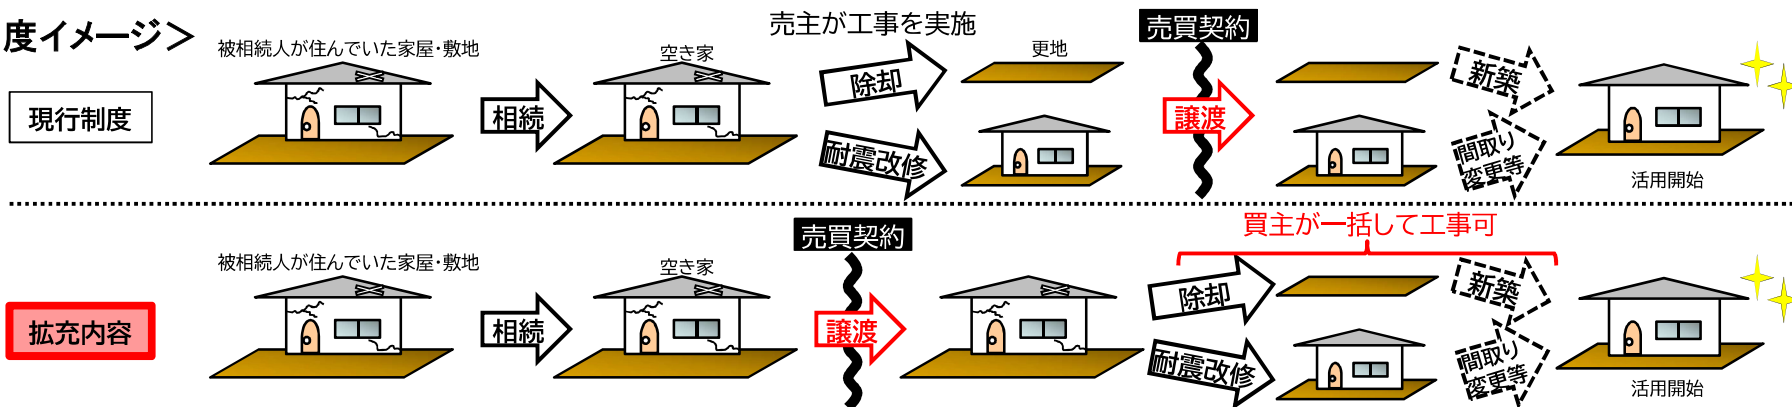 度イメージ＞
売主が工事を実施
売買契約
被相続人が住んでいた家屋・敷地
空き家
更地
現行制度
相続
除却
耐震改修
譲渡
新築
間取り
変更等
活用開始
買主が一括して工事可
売買契約
被相続人が住んでいた家屋・敷地
空き家
拡充内容
相続
譲渡
除却
耐震改修
新築
間取り
変更等
活用開始